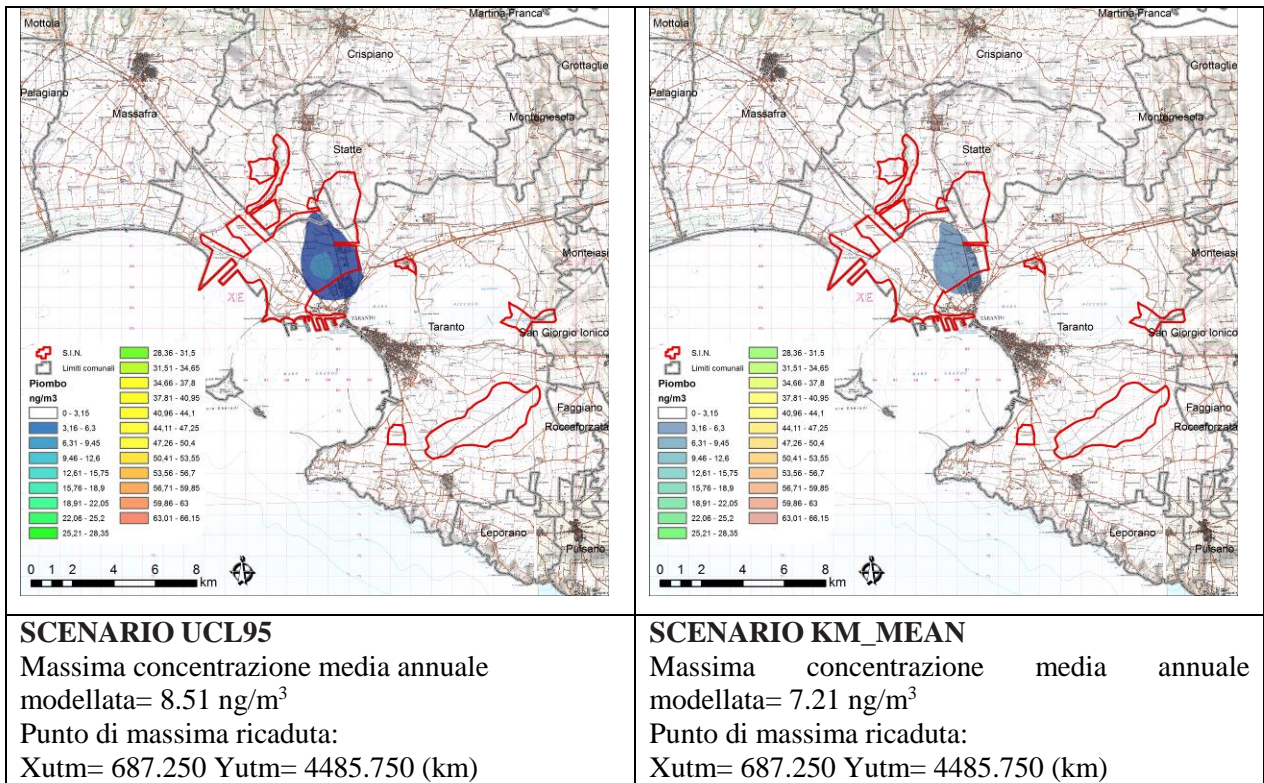 Mottola
Martina Franca
Crispiano
Grottaglie
Palagiano
Massafra
Montemesola
Statte
Monteiasi
XE
TARANTO
Taranto
San Giorgio Ionico
MARE GRANDE
Faggiano
Roccaforzata
Leporano
Pulsano
S.I.N.
Limiti comunali
Piombo
ng/m3
0 - 3,15
3,16 - 6,3
6,31 - 9,45
9,46 - 12,6
12,61 - 15,75
15,76 - 18,9
18,91 - 22,05
22,06 - 25,2
25,21 - 28,35
28,36 - 31,5
31,51 - 34,65
34,66 - 37,8
37,81 - 40,95
40,96 - 44,1
44,11 - 47,25
47,26 - 50,4
50,41 - 53,55
53,56 - 56,7
56,71 - 59,85
59,86 - 63
63,01 - 66,15
0 1 2 4 6 8
km
Mottola
Martina Franca
Crispiano
Grottaglie
Palagiano
Massafra
Montemesola
Statte
Monteiasi
XE
TARANTO
Taranto
San Giorgio Ionico
MARE GRANDE
Faggiano
Roccaforzata
Leporano
Pulsano
S.I.N.
Limiti comunali
Piombo
ng/m3
0 - 3,15
3,16 - 6,3
6,31 - 9,45
9,46 - 12,6
12,61 - 15,75
15,76 - 18,9
18,91 - 22,05
22,06 - 25,2
25,21 - 28,35
28,36 - 31,5
31,51 - 34,65
34,66 - 37,8
37,81 - 40,95
40,96 - 44,1
44,11 - 47,25
47,26 - 50,4
50,41 - 53,55
53,56 - 56,7
56,71 - 59,85
59,86 - 63
63,01 - 66,15
0 1 2 4 6 8
km
SCENARIO UCL95
Massima concentrazione media annuale
modellata= 8.51 ng/m³
Punto di massima ricaduta:
Xutm= 687.250 Yutm= 4485.750 (km)
SCENARIO KM_MEAN
Massima concentrazione media annuale
modellata= 7.21 ng/m³
Punto di massima ricaduta:
Xutm= 687.250 Yutm= 4485.750 (km)